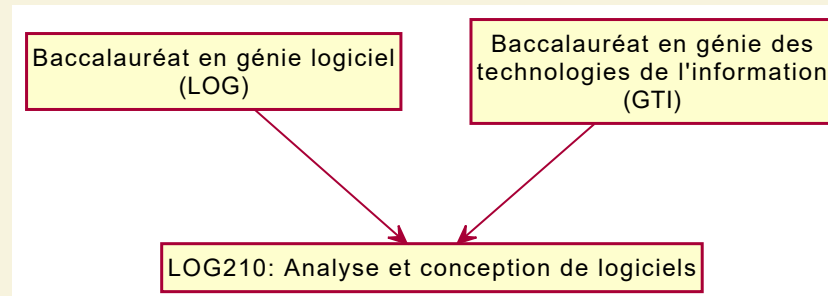 Baccalauréat en génie logiciel
(LOG)
Baccalauréat en génie des
technologies de l'information
(GTI)
LOG210: Analyse et conception de logiciels